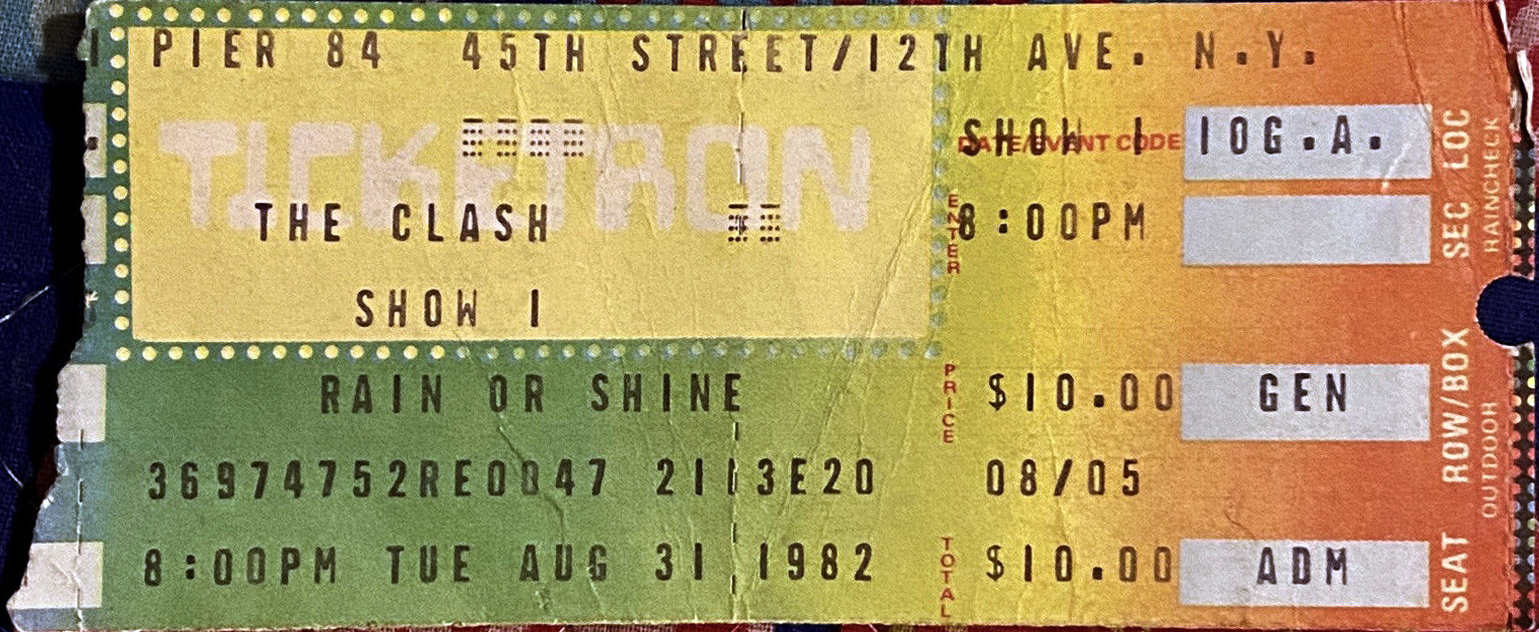 PIER 84 45TH STREET/12TH AVE. N.Y.
TICKETRON
SHOW 1
DATE/EVENT CODE
10G.A.
THE CLASH
ENTER
8:00PM
SHOW 1
RAIN OR SHINE
PRICE
$10.00
GEN
36974752RE0047 2113E20
08/05
8:00PM TUE AUG 31 1982
TOTAL
$10.00
ADM
SEC LOC
RAINCHECK
ROW/BOX
OUTDOOR
SEAT